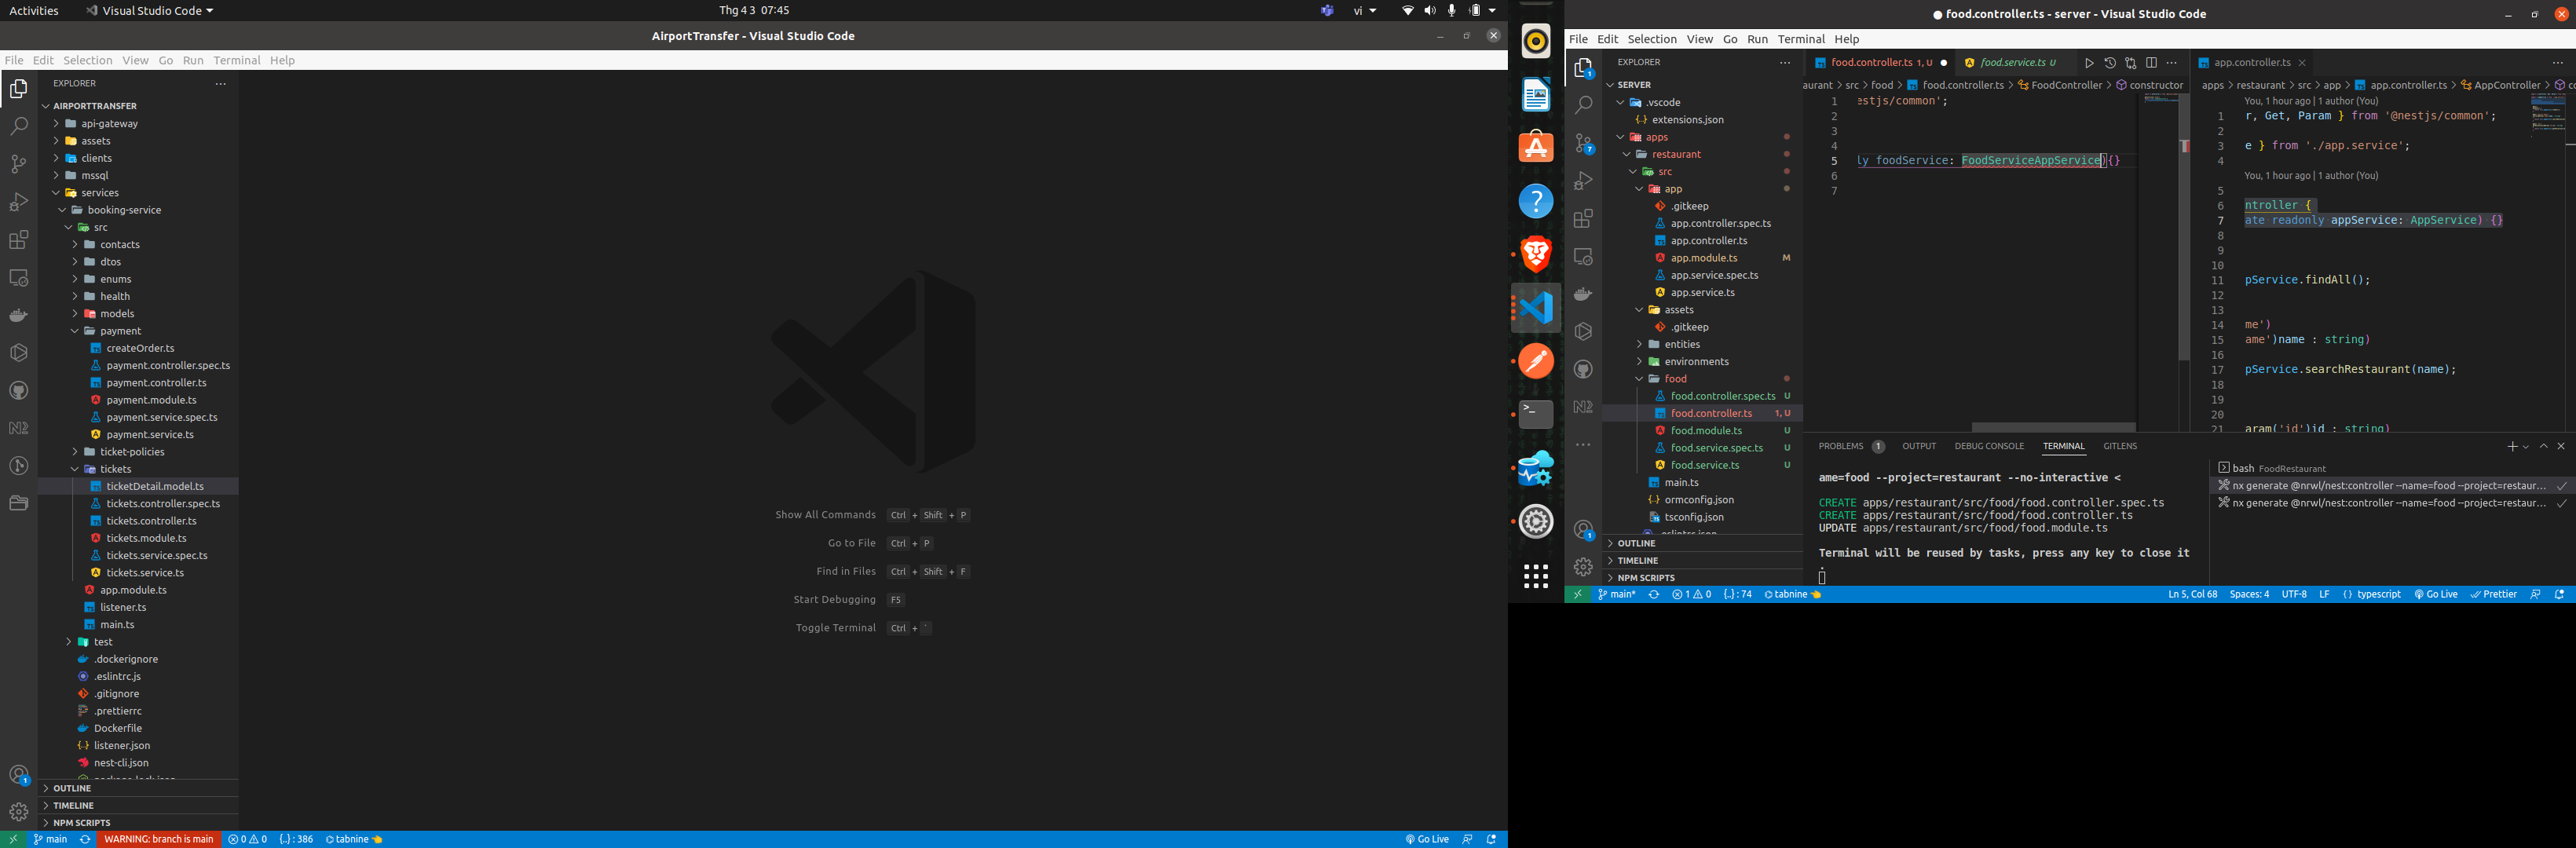 Activities
Visual Studio Code
Thg 4 3 07:45
vi
AirportTransfer - Visual Studio Code
File Edit Selection View Go Run Terminal Help
EXPLORER
AIRPORTTRANSFER
api-gateway
assets
clients
mssql
services
booking-service
src
contacts
dtos
enums
health
models
payment
createOrder.ts
payment.controller.spec.ts
payment.controller.ts
payment.module.ts
payment.service.spec.ts
payment.service.ts
ticket-policies
tickets
ticketDetail.model.ts
tickets.controller.spec.ts
tickets.controller.ts
tickets.module.ts
tickets.service.spec.ts
tickets.service.ts
app.module.ts
listener.ts
main.ts
test
.dockerignore
.eslintrc.js
.gitignore
.prettierrc
Dockerfile
listener.json
nest-cli.json
OUTLINE
TIMELINE
NPM SCRIPTS
Show All Commands Ctrl + Shift + P
Go to File Ctrl + P
Find in Files Ctrl + Shift + F
Start Debugging F5
Toggle Terminal Ctrl + `
main WARNING: branch is main 0 0 {..} : 386 tabnine Go Live
● food.controller.ts - server - Visual Studio Code
File Edit Selection View Go Run Terminal Help
EXPLORER
SERVER
.vscode
extensions.json
apps
restaurant
src
app
.gitkeep
app.controller.spec.ts
app.controller.ts
app.module.ts M
app.service.spec.ts
app.service.ts
assets
.gitkeep
entities
environments
food
food.controller.spec.ts U
food.controller.ts 1, U
food.module.ts U
food.service.spec.ts U
food.service.ts U
main.ts
ormconfig.json
tsconfig.json
OUTLINE
TIMELINE
NPM SCRIPTS
food.controller.ts 1, U ● food.service.ts U
aurant > src > food > food.controller.ts > FoodController > constructor
1 estjs/common';
2
3
4
5 ly foodService: FoodServiceAppService){}
6
7
app.controller.ts
apps > restaurant > src > app > app.controller.ts > AppController >
You, 1 hour ago | 1 author (You)
1 r, Get, Param } from '@nestjs/common';
2
3 e } from './app.service';
4
You, 1 hour ago | 1 author (You)
5
6 ntroller {
7 ate readonly appService: AppService) {}
8
9
10
11 pService.findAll();
12
13
14 me')
15 ame')name : string)
16
17 pService.searchRestaurant(name);
18
19
20
21 aram('id')id : string)
PROBLEMS 1 OUTPUT DEBUG CONSOLE TERMINAL GITLENS
ame=food --project=restaurant --no-interactive <
CREATE apps/restaurant/src/food/food.controller.spec.ts
CREATE apps/restaurant/src/food/food.controller.ts
UPDATE apps/restaurant/src/food/food.module.ts
Terminal will be reused by tasks, press any key to close it
.
bash FoodRestaurant
nx generate @nrwl/nest:controller --name=food --project=restaur...
nx generate @nrwl/nest:controller --name=food --project=restaur...
main* 1 0 {..} : 74 tabnine Ln 5, Col 68 Spaces: 4 UTF-8 LF { } typescript Go Live Prettier